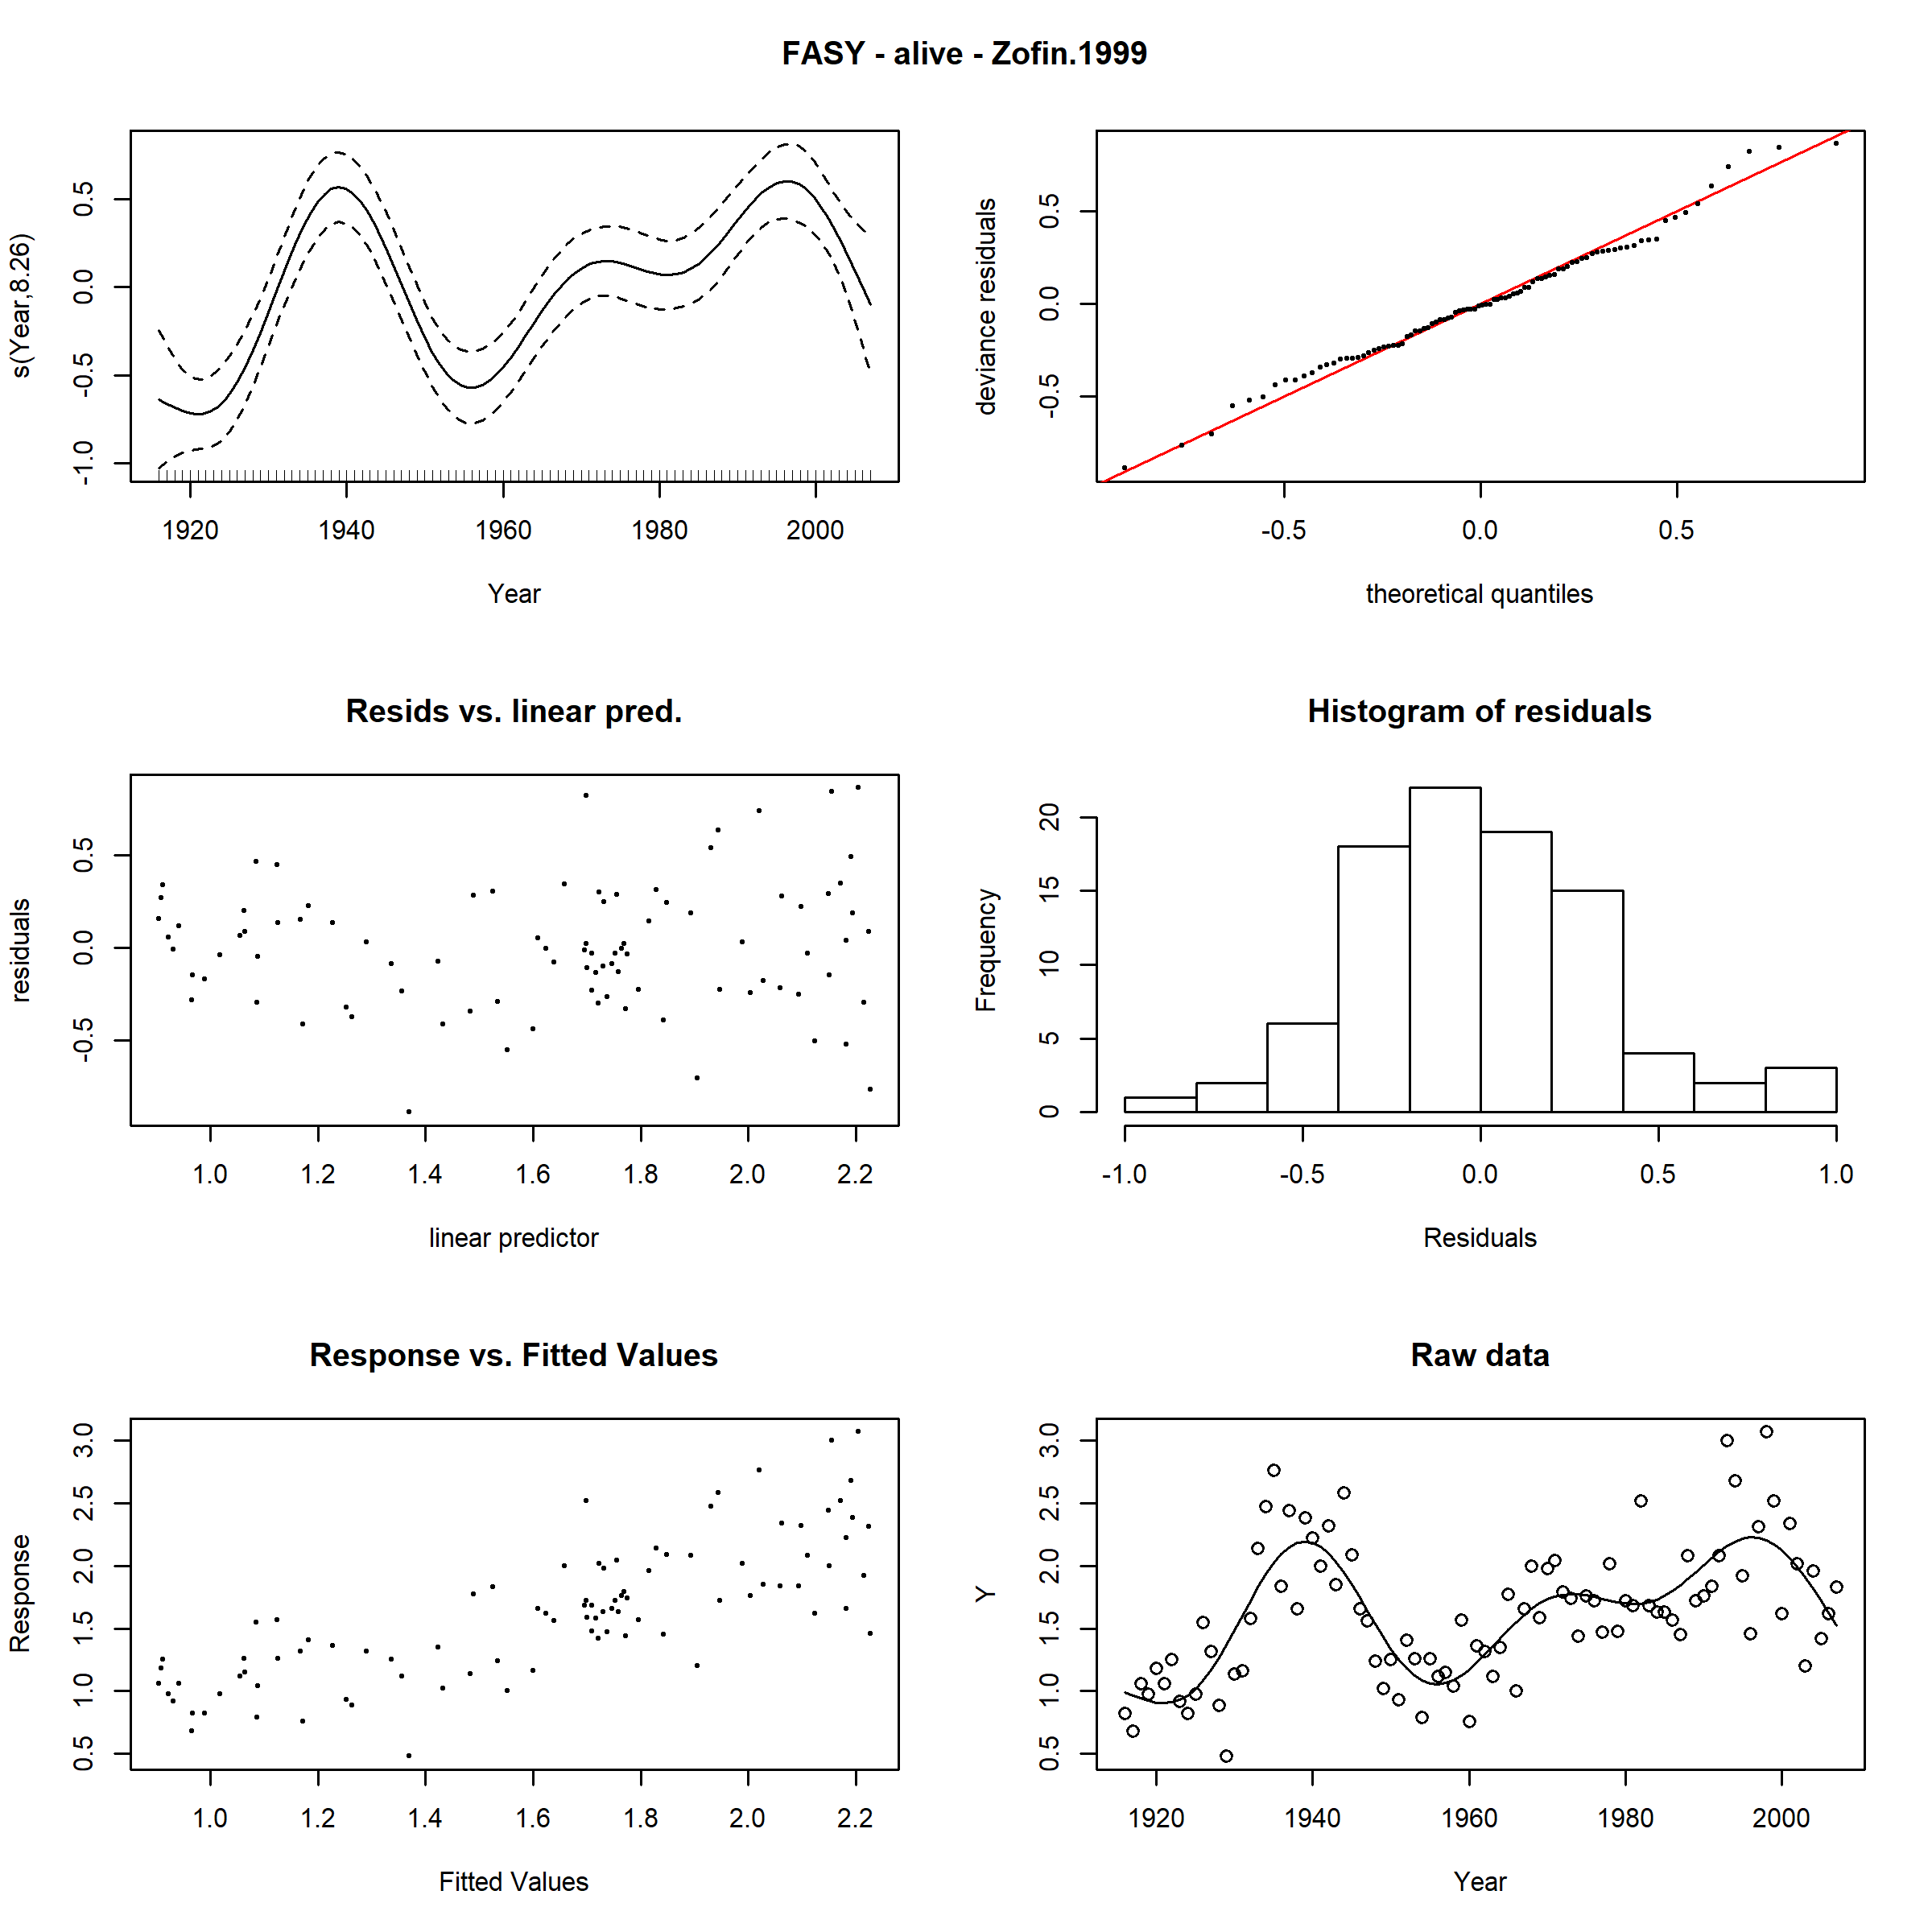 FASY - alive - Zofin.1999
s(Year,8.26)
-1.0 -0.5 0.0 0.5
1920 1940 1960 1980 2000
Year
deviance residuals
-0.5 0.0 0.5
-0.5 0.0 0.5
theoretical quantiles
Resids vs. linear pred.
residuals
-0.5 0.0 0.5
1.0 1.2 1.4 1.6 1.8 2.0 2.2
linear predictor
Histogram of residuals
Frequency
0 5 10 15 20
-1.0 -0.5 0.0 0.5 1.0
Residuals
Response vs. Fitted Values
Response
0.5 1.0 1.5 2.0 2.5 3.0
1.0 1.2 1.4 1.6 1.8 2.0 2.2
Fitted Values
Raw data
Y
0.5 1.0 1.5 2.0 2.5 3.0
1920 1940 1960 1980 2000
Year